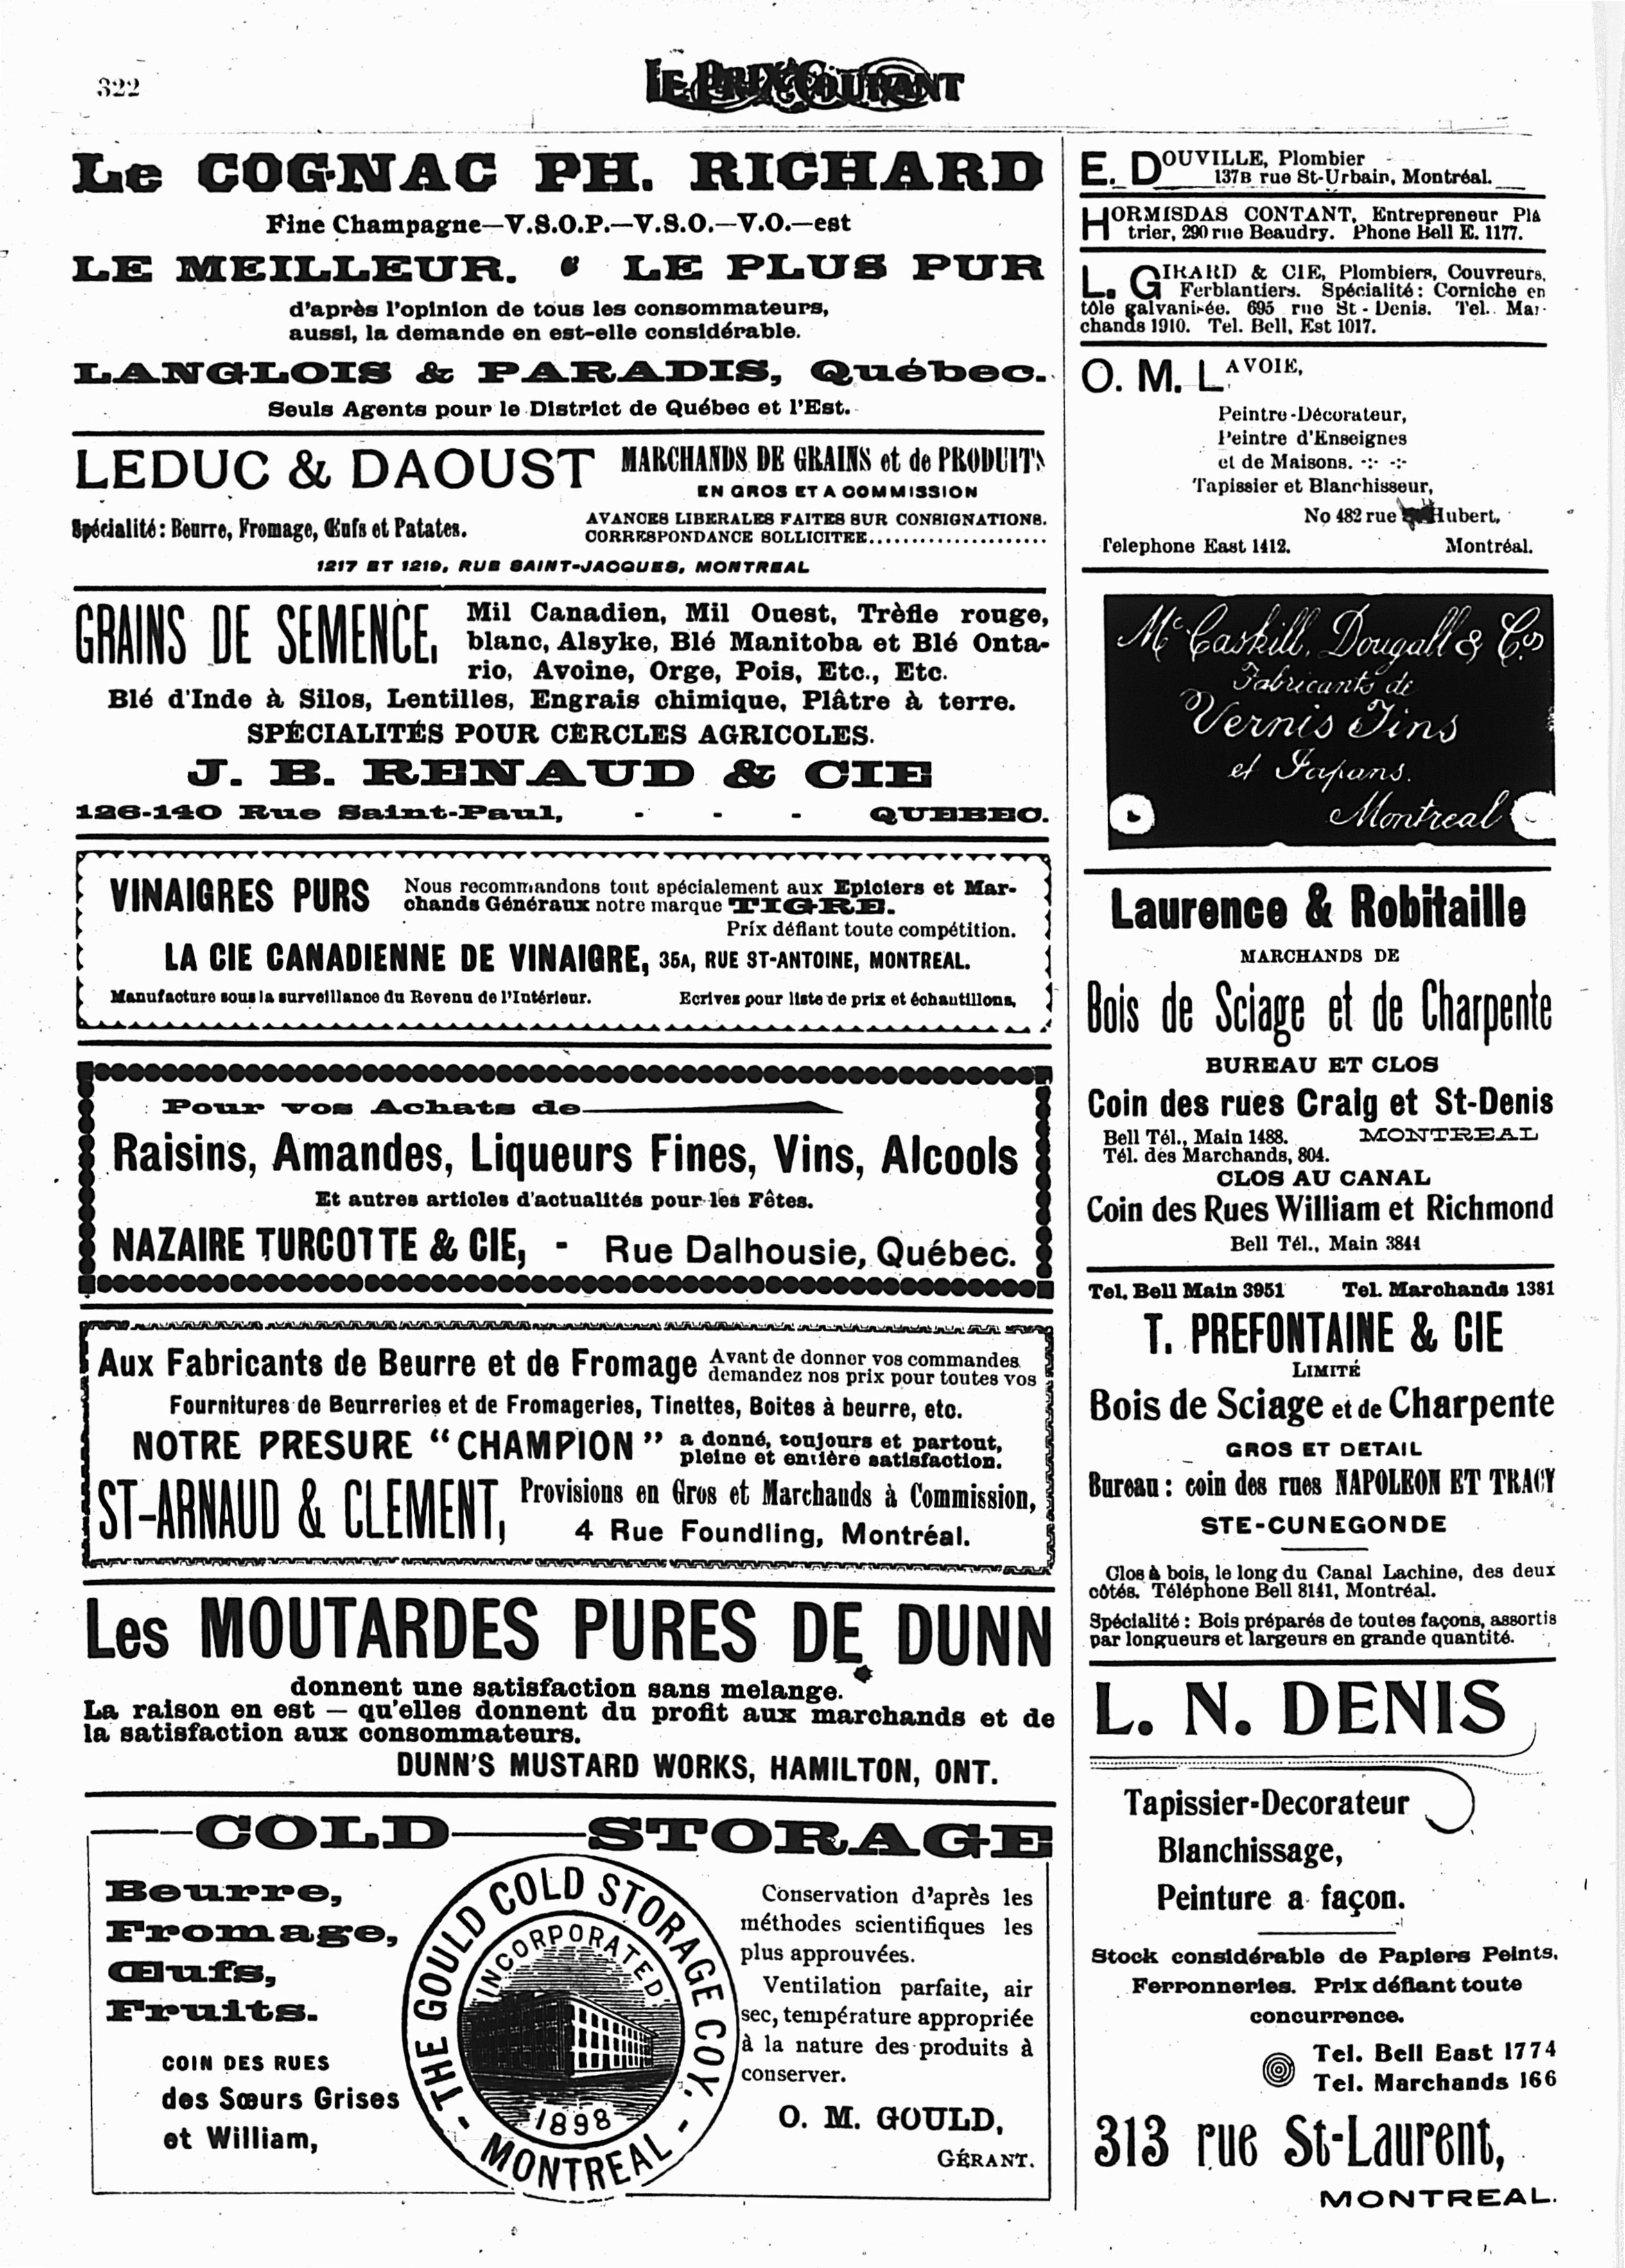 322
LE PRIX COURANT
Le COGNAC PH. RICHARD
Fine Champagne—V.S.O.P.—V.S.O.—V.O.—est
LE MEILLEUR. LE PLUS PUR
d'après l'opinion de tous les consommateurs,
aussi, la demande en est-elle considérable.
LANGLOIS & PARADIS, Québec.
Seuls Agents pour le District de Québec et l'Est.
LEDUC & DAOUST MARCHANDS DE GRAINS et de PRODUITS
EN GROS ET A COMMISSION
Spécialité: Beurre, Fromage, Œufs et Patates.
AVANCES LIBERALES FAITES SUR CONSIGNATIONS.
CORRESPONDANCE SOLLICITEE.....................
1217 ET 1219, RUE SAINT-JACQUES, MONTREAL
GRAINS DE SEMENCE,
Mil Canadien, Mil Ouest, Trèfle rouge,
blanc, Alsyke, Blé Manitoba et Blé Onta-
rio, Avoine, Orge, Pois, Etc., Etc.
Blé d'Inde à Silos, Lentilles, Engrais chimique, Plâtre à terre.
SPÉCIALITÉS POUR CERCLES AGRICOLES.
J. B. RENAUD & CIE
126-140 Rue Saint-Paul, - - - QUEBEC.
VINAIGRES PURS
Nous recommandons tout spécialement aux Epiciers et Mar-
chands Généraux notre marque TIGRE.
Prix défiant toute compétition.
LA CIE CANADIENNE DE VINAIGRE, 35A, RUE ST-ANTOINE, MONTREAL.
Manufacture sous la surveillance du Revenu de l'Intérieur. Ecrivez pour liste de prix et échantillons,
Pour vos Achats de
Raisins, Amandes, Liqueurs Fines, Vins, Alcools
Et autres articles d'actualités pour les Fêtes.
NAZAIRE TURCOTTE & CIE, - Rue Dalhousie, Québec.
Aux Fabricants de Beurre et de Fromage
Avant de donner vos commandes
demandez nos prix pour toutes vos
Fournitures de Beurreries et de Fromageries, Tinettes, Boites à beurre, etc.
NOTRE PRESURE "CHAMPION"
a donné, toujours et partout,
pleine et entière satisfaction.
ST-ARNAUD & CLEMENT,
Provisions en Gros et Marchands à Commission,
4 Rue Foundling, Montréal.
Les MOUTARDES PURES DE DUNN
donnent une satisfaction sans melange.
La raison en est — qu'elles donnent du profit aux marchands et de
la satisfaction aux consommateurs.
DUNN'S MUSTARD WORKS, HAMILTON, ONT.
COLD STORAGE
Beurre,
Fromage,
Œufs,
Fruits.
COIN DES RUES
des Sœurs Grises
et William,
THE GOULD COLD STORAGE COY.
INCORPORATED
1898
- MONTREAL -
Conservation d'après les
méthodes scientifiques les
plus approuvées.
Ventilation parfaite, air
sec, température appropriée
à la nature des produits à
conserver.
O. M. GOULD,
GÉRANT.
E. DOUVILLE, Plombier
137B rue St-Urbain, Montréal.
HORMISDAS CONTANT, Entrepreneur Plâ
trier, 290 rue Beaudry. Phone Bell E. 1177.
L. GIRARD & CIE, Plombiers, Couvreurs,
Ferblantiers. Spécialité: Corniche en
tôle galvanisée. 695 rue St-Denis. Tel. Mar-
chands 1910. Tel. Bell, Est 1017.
O. M. LAVOIE,
Peintre-Décorateur,
Peintre d'Enseignes
et de Maisons. -:- -:-
Tapissier et Blanchisseur,
No 482 rue Hubert,
Telephone East 1412. Montréal.
McCaskill, Dougall & Co
Fabricants de
Vernis Fins
et Japans.
Montreal
Laurence & Robitaille
MARCHANDS DE
Bois de Sciage et de Charpente
BUREAU ET CLOS
Coin des rues Craig et St-Denis
Bell Tél., Main 1488. MONTREAL
Tél. des Marchands, 804.
CLOS AU CANAL
Coin des Rues William et Richmond
Bell Tél., Main 3844
Tel. Bell Main 3951 Tel. Marchands 1381
T. PREFONTAINE & CIE
LIMITÉ
Bois de Sciage et de Charpente
GROS ET DETAIL
Bureau: coin des rues NAPOLEON ET TRACY
STE-CUNEGONDE
Clos à bois, le long du Canal Lachine, des deux
côtés. Téléphone Bell 8141, Montréal.
Spécialité: Bois préparés de toutes façons, assortis
par longueurs et largeurs en grande quantité.
L. N. DENIS
Tapissier-Decorateur
Blanchissage,
Peinture a façon.
Stock considérable de Papiers Peints,
Ferronneries. Prix défiant toute
concurrence.
Tel. Bell East 1774
Tel. Marchands 166
313 rue St-Laurent,
MONTREAL.